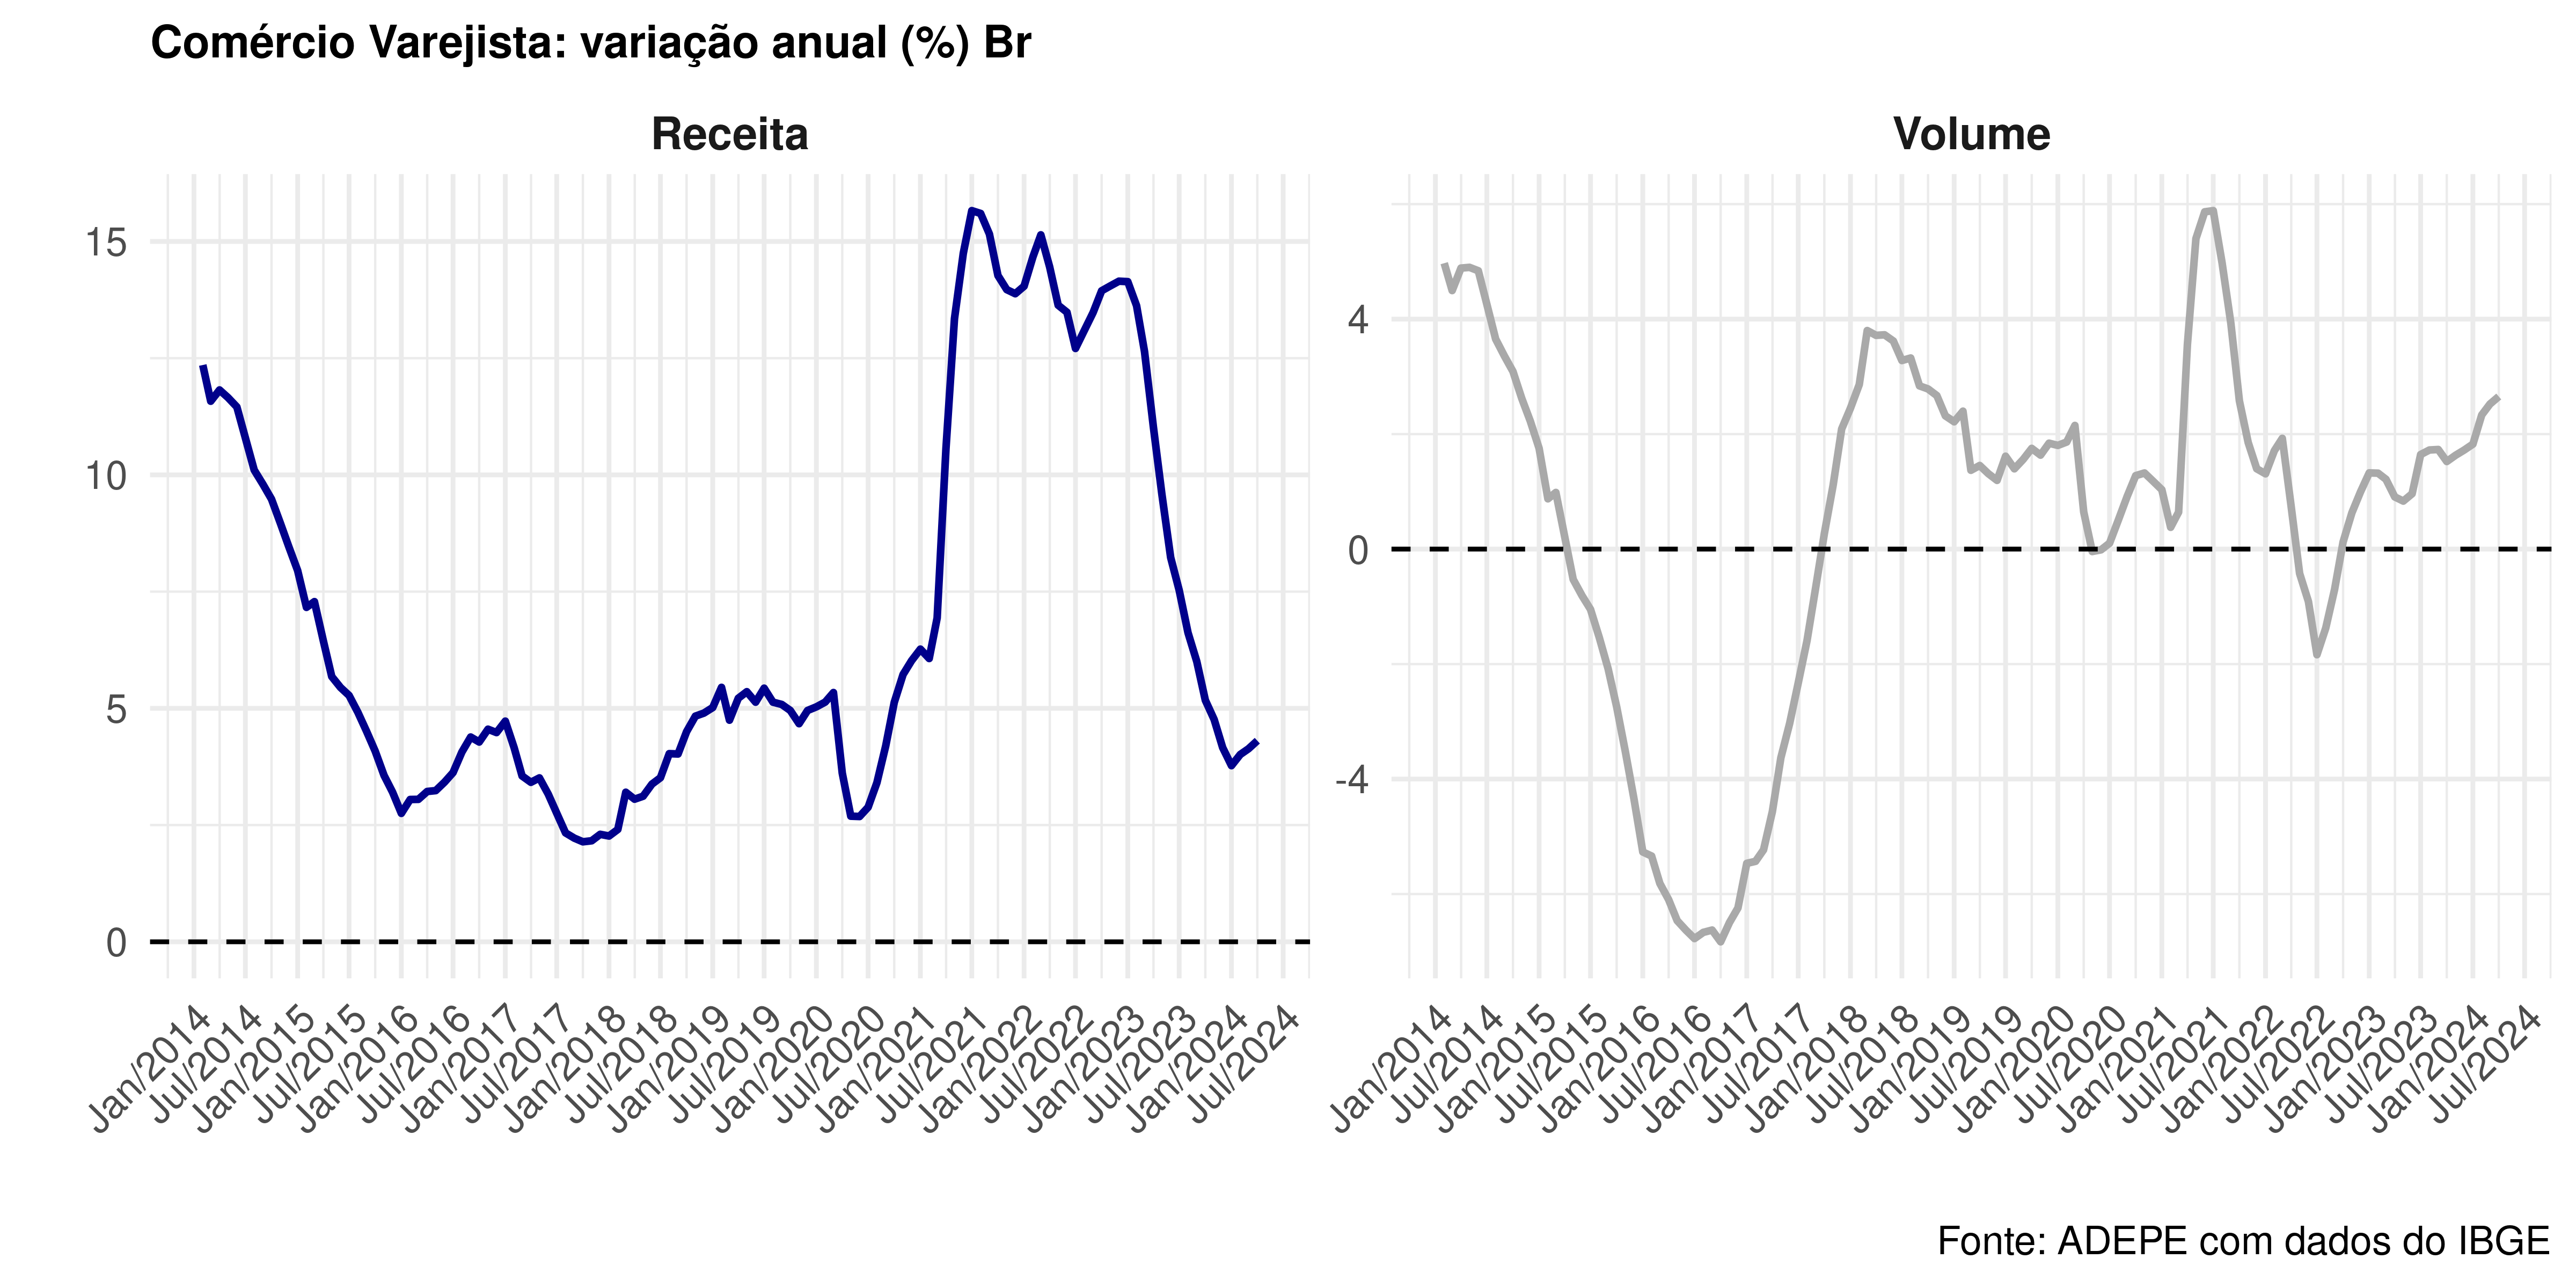 Comércio Varejista: variação anual (%) Br
Receita
Volume
15
10
5
0
4
0
-4
Jan/2014
Jul/2014
Jan/2015
Jul/2015
Jan/2016
Jul/2016
Jan/2017
Jul/2017
Jan/2018
Jul/2018
Jan/2019
Jul/2019
Jan/2020
Jul/2020
Jan/2021
Jul/2021
Jan/2022
Jul/2022
Jan/2023
Jul/2023
Jan/2024
Jul/2024
Jan/2014
Jul/2014
Jan/2015
Jul/2015
Jan/2016
Jul/2016
Jan/2017
Jul/2017
Jan/2018
Jul/2018
Jan/2019
Jul/2019
Jan/2020
Jul/2020
Jan/2021
Jul/2021
Jan/2022
Jul/2022
Jan/2023
Jul/2023
Jan/2024
Jul/2024
Fonte: ADEPE com dados do IBGE